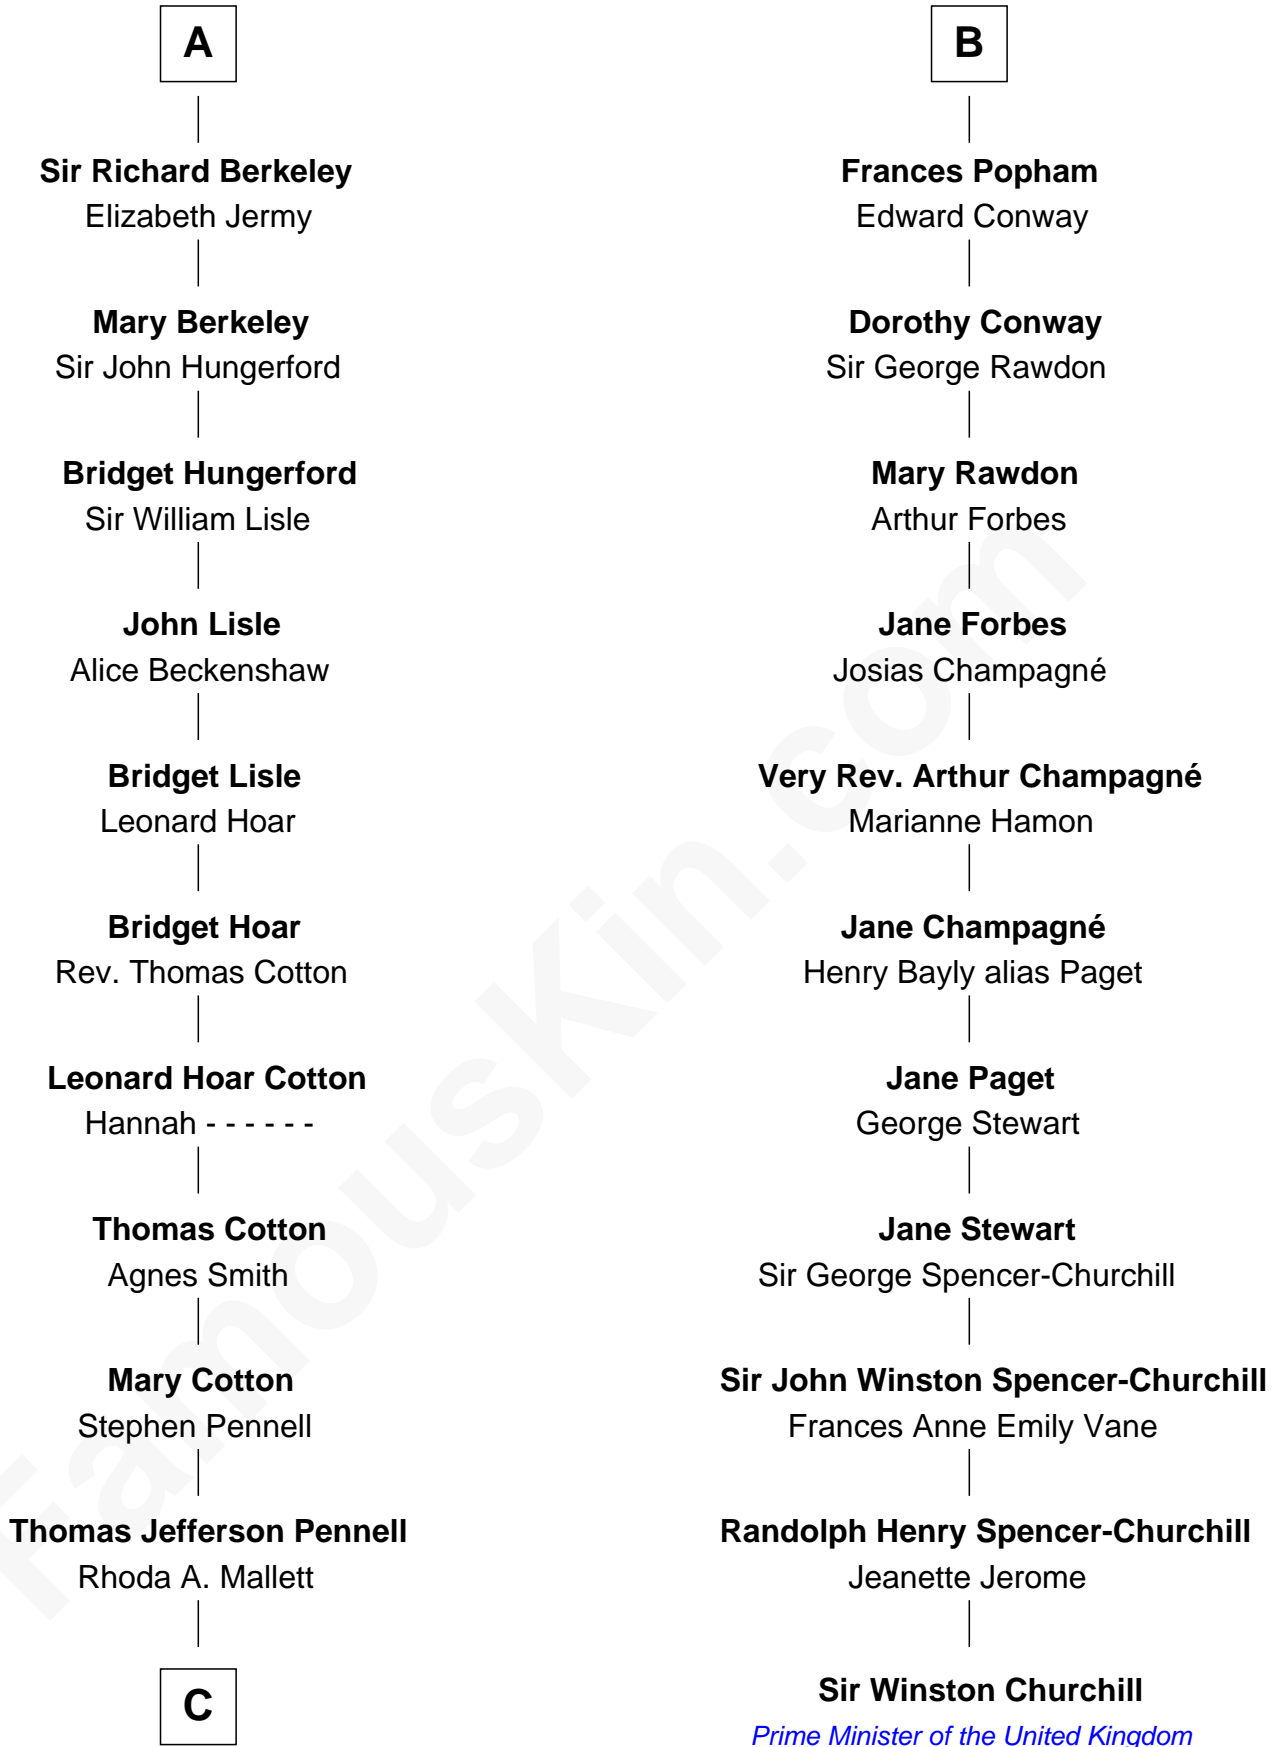 A
Sir Richard Berkeley
Elizabeth Jermy
Mary Berkeley
Sir John Hungerford
Bridget Hungerford
Sir William Lisle
John Lisle
Alice Beckenshaw
Bridget Lisle
Leonard Hoar
Bridget Hoar
Rev. Thomas Cotton
Leonard Hoar Cotton
Hannah - - - - - -
Thomas Cotton
Agnes Smith
Mary Cotton
Stephen Pennell
Thomas Jefferson Pennell
Rhoda A. Mallett
C
B
Frances Popham
Edward Conway
Dorothy Conway
Sir George Rawdon
Mary Rawdon
Arthur Forbes
Jane Forbes
Josias Champagné
Very Rev. Arthur Champagné
Marianne Hamon
Jane Champagné
Henry Bayly alias Paget
Jane Paget
George Stewart
Jane Stewart
Sir George Spencer-Churchill
Sir John Winston Spencer-Churchill
Frances Anne Emily Vane
Randolph Henry Spencer-Churchill
Jeanette Jerome
Sir Winston Churchill
Prime Minister of the United Kingdom
FamousKin.com